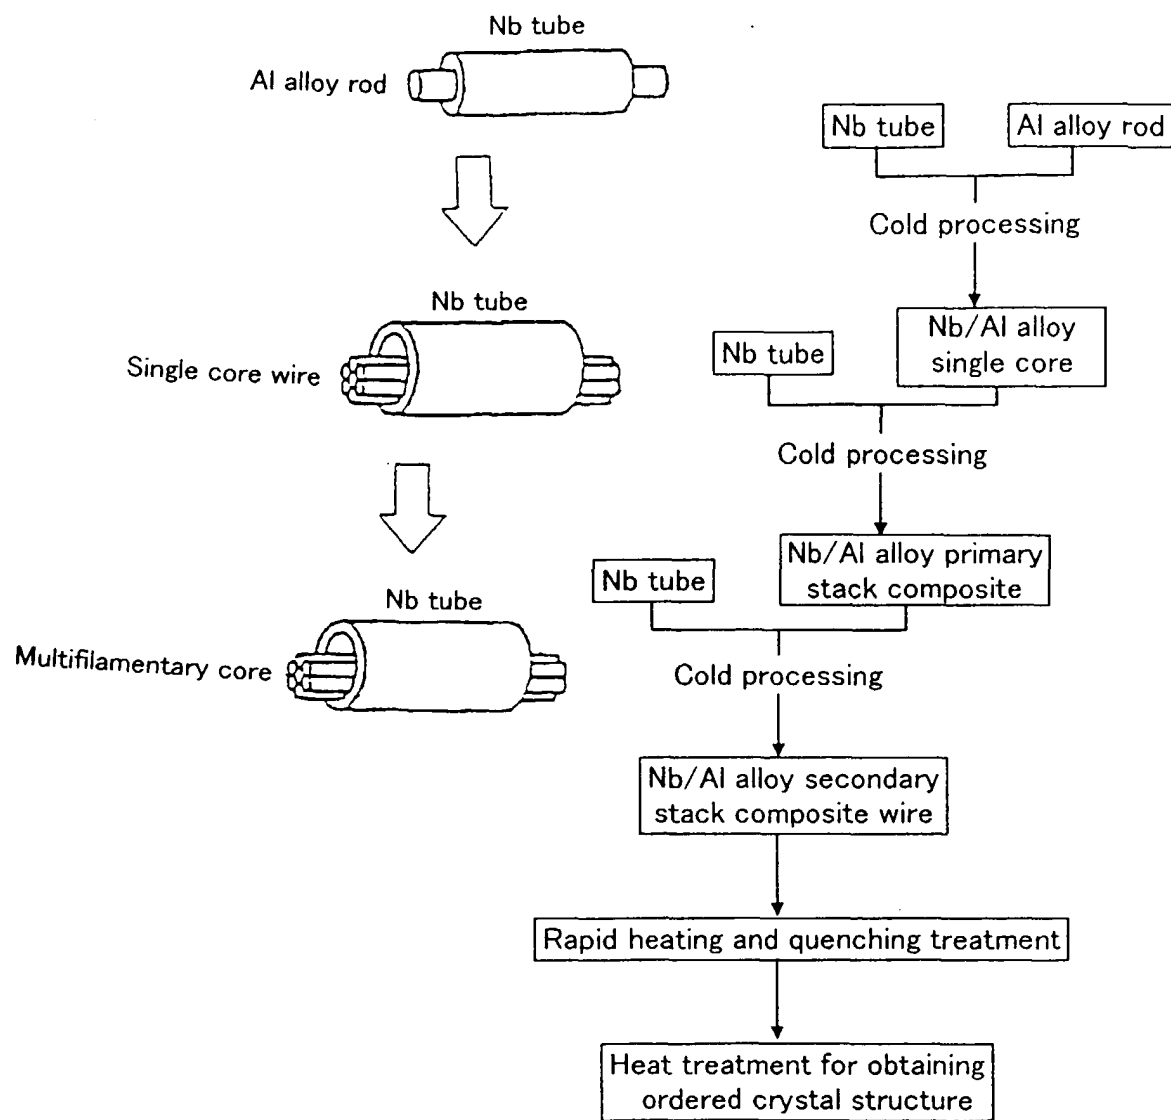 Nb tube
Al alloy rod
Nb tube
Al alloy rod
Cold processing
Nb tube
Single core wire
Nb tube
Nb/Al alloy
single core
Cold processing
Nb tube
Multifilamentary core
Nb tube
Nb/Al alloy primary
stack composite
Cold processing
Nb/Al alloy secondary
stack composite wire
Rapid heating and quenching treatment
Heat treatment for obtaining
ordered crystal structure